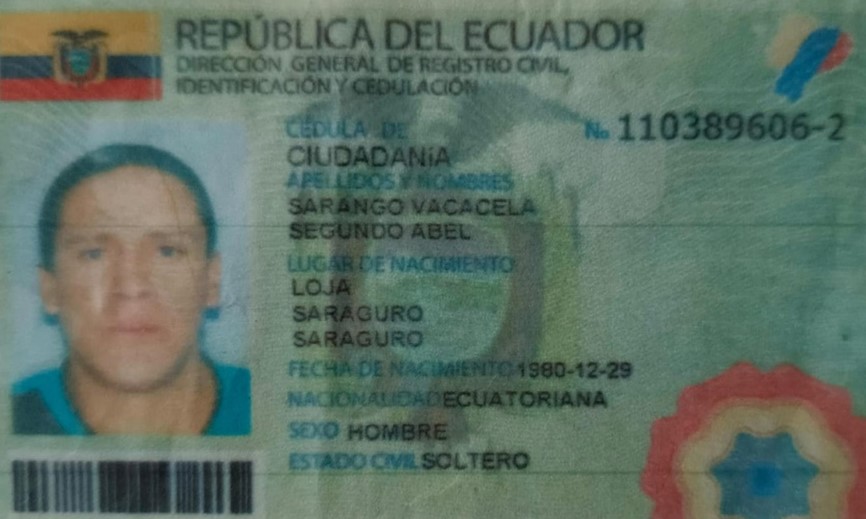 REPÚBLICA DEL ECUADOR
DIRECCIÓN GENERAL DE REGISTRO CIVIL,
IDENTIFICACIÓN Y CEDULACIÓN
CÉDULA DE No. 110389606-2
CIUDADANÍA
APELLIDOS Y NOMBRES
SARANGO VACACELA
SEGUNDO ABEL
LUGAR DE NACIMIENTO
LOJA
SARAGURO
SARAGURO
FECHA DE NACIMIENTO 1980-12-29
NACIONALIDAD ECUATORIANA
SEXO HOMBRE
ESTADO CIVIL SOLTERO